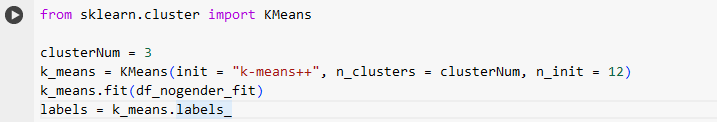 from sklearn.cluster import KMeans
clusterNum = 3
k_means = KMeans(init = "k-means++", n_clusters = clusterNum, n_init = 12)
k_means.fit(df_nogender_fit)
labels = k_means.labels_